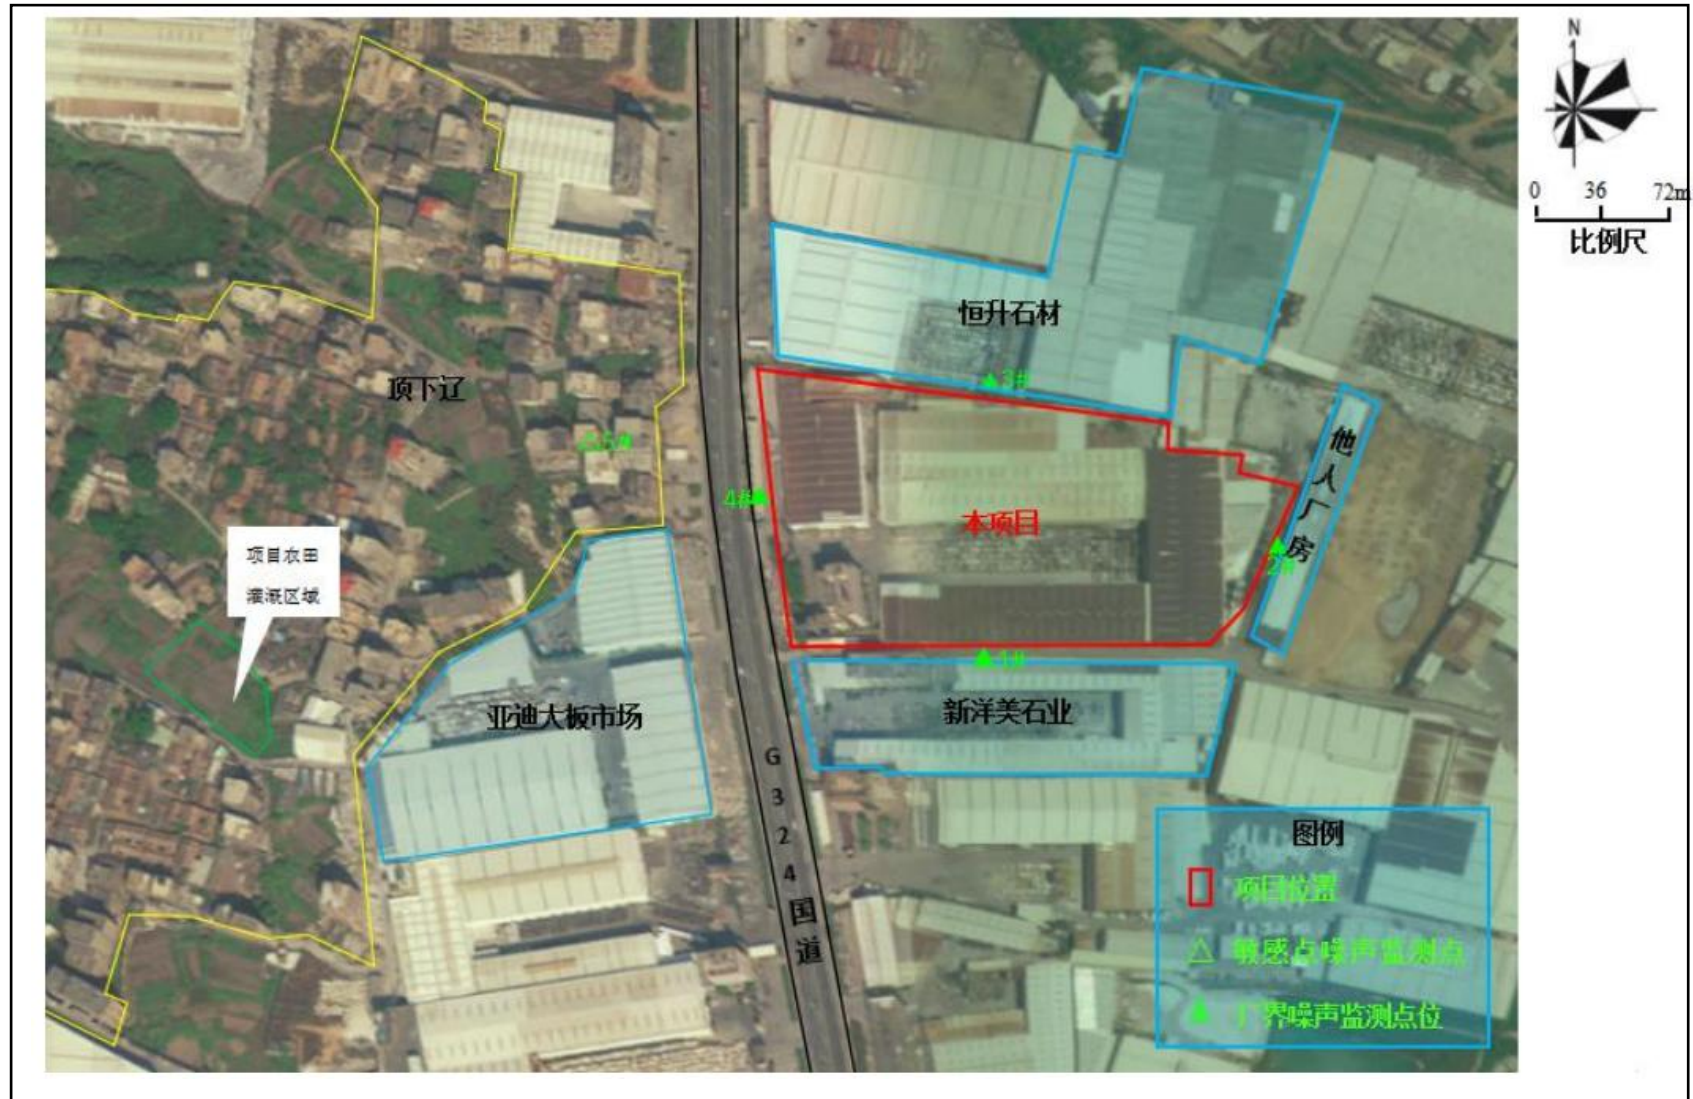 N
0 36 72m
比例尺
恒升石材
顶下辽
3#
5#
他人厂房
4#
本项目
2#
项目农田
灌溉区域
1#
亚迪大板市场
新洋美石业
G324国道
图例
项目位置
敏感点噪声监测点
厂界噪声监测点位